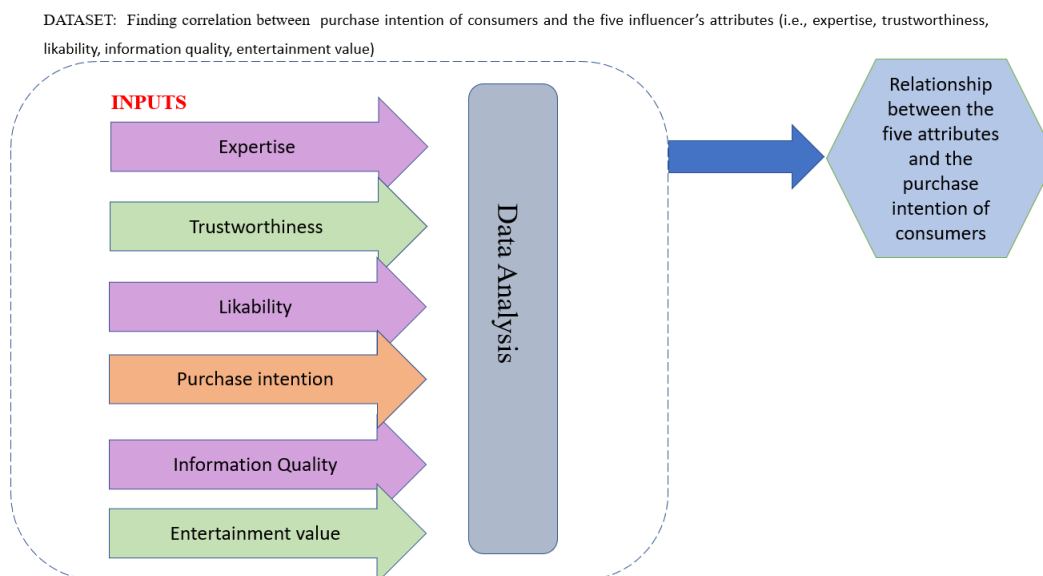 DATASET: Finding correlation between purchase intention of consumers and the five influencer's attributes (i.e., expertise, trustworthiness,
likability, information quality, entertainment value)
INPUTS
Expertise
Trustworthiness
Likability
Purchase intention
Information Quality
Entertainment value
Data Analysis
Relationship
between the
five attributes
and the
purchase
intention of
consumers